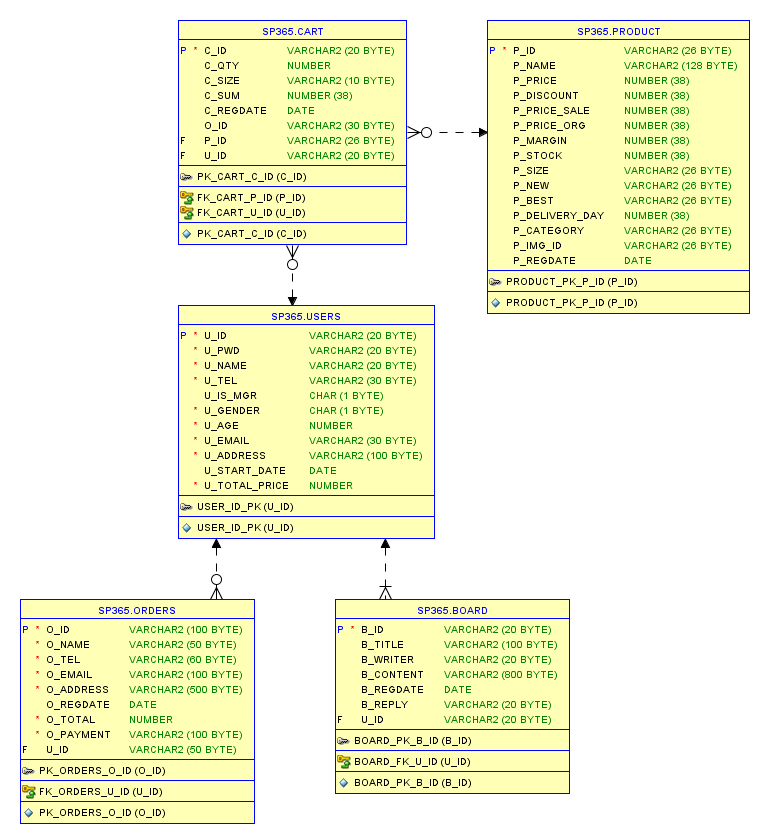 SP365.CART
P * C_ID VARCHAR2 (20 BYTE)
C_QTY NUMBER
C_SIZE VARCHAR2 (10 BYTE)
C_SUM NUMBER (38)
C_REGDATE DATE
O_ID VARCHAR2 (30 BYTE)
F P_ID VARCHAR2 (26 BYTE)
F U_ID VARCHAR2 (20 BYTE)
PK_CART_C_ID (C_ID)
FK_CART_P_ID (P_ID)
FK_CART_U_ID (U_ID)
PK_CART_C_ID (C_ID)
SP365.PRODUCT
P * P_ID VARCHAR2 (26 BYTE)
P_NAME VARCHAR2 (128 BYTE)
P_PRICE NUMBER (38)
P_DISCOUNT NUMBER (38)
P_PRICE_SALE NUMBER (38)
P_PRICE_ORG NUMBER (38)
P_MARGIN NUMBER (38)
P_STOCK NUMBER (38)
P_SIZE VARCHAR2 (26 BYTE)
P_NEW VARCHAR2 (26 BYTE)
P_BEST VARCHAR2 (26 BYTE)
P_DELIVERY_DAY NUMBER (38)
P_CATEGORY VARCHAR2 (26 BYTE)
P_IMG_ID VARCHAR2 (26 BYTE)
P_REGDATE DATE
PRODUCT_PK_P_ID (P_ID)
PRODUCT_PK_P_ID (P_ID)
SP365.USERS
P * U_ID VARCHAR2 (20 BYTE)
* U_PWD VARCHAR2 (20 BYTE)
* U_NAME VARCHAR2 (20 BYTE)
* U_TEL VARCHAR2 (30 BYTE)
U_IS_MGR CHAR (1 BYTE)
* U_GENDER CHAR (1 BYTE)
* U_AGE NUMBER
* U_EMAIL VARCHAR2 (30 BYTE)
* U_ADDRESS VARCHAR2 (100 BYTE)
U_START_DATE DATE
* U_TOTAL_PRICE NUMBER
USER_ID_PK (U_ID)
USER_ID_PK (U_ID)
SP365.ORDERS
P * O_ID VARCHAR2 (100 BYTE)
* O_NAME VARCHAR2 (50 BYTE)
* O_TEL VARCHAR2 (60 BYTE)
* O_EMAIL VARCHAR2 (100 BYTE)
* O_ADDRESS VARCHAR2 (500 BYTE)
O_REGDATE DATE
* O_TOTAL NUMBER
* O_PAYMENT VARCHAR2 (100 BYTE)
F U_ID VARCHAR2 (50 BYTE)
PK_ORDERS_O_ID (O_ID)
FK_ORDERS_U_ID (U_ID)
PK_ORDERS_O_ID (O_ID)
SP365.BOARD
P * B_ID VARCHAR2 (20 BYTE)
B_TITLE VARCHAR2 (100 BYTE)
B_WRITER VARCHAR2 (20 BYTE)
B_CONTENT VARCHAR2 (800 BYTE)
B_REGDATE DATE
B_REPLY VARCHAR2 (20 BYTE)
F U_ID VARCHAR2 (20 BYTE)
BOARD_PK_B_ID (B_ID)
BOARD_FK_U_ID (U_ID)
BOARD_PK_B_ID (B_ID)